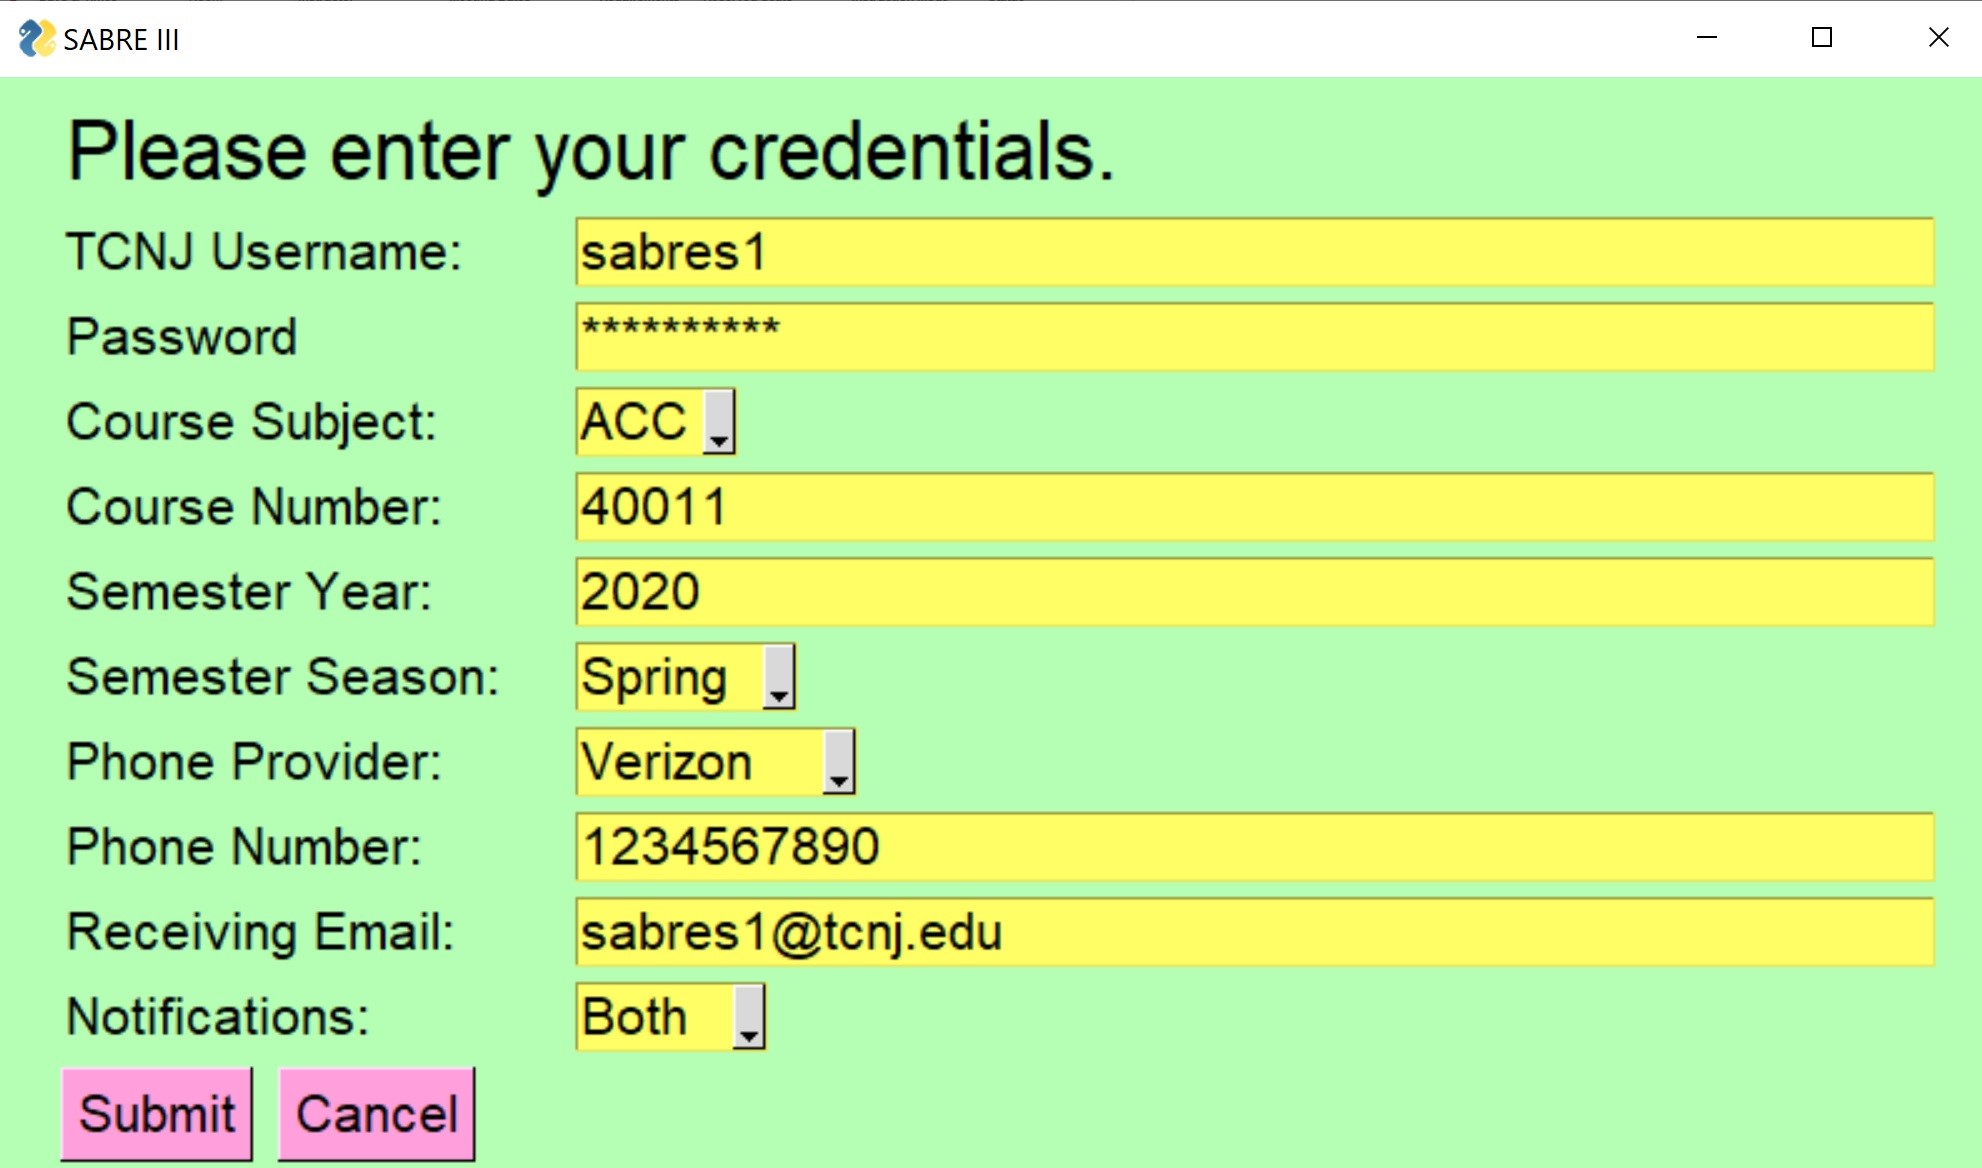 SABRE III
Please enter your credentials.
TCNJ Username: sabres1
Password **********
Course Subject: ACC
Course Number: 40011
Semester Year: 2020
Semester Season: Spring
Phone Provider: Verizon
Phone Number: 1234567890
Receiving Email: sabres1@tcnj.edu
Notifications: Both
Submit Cancel